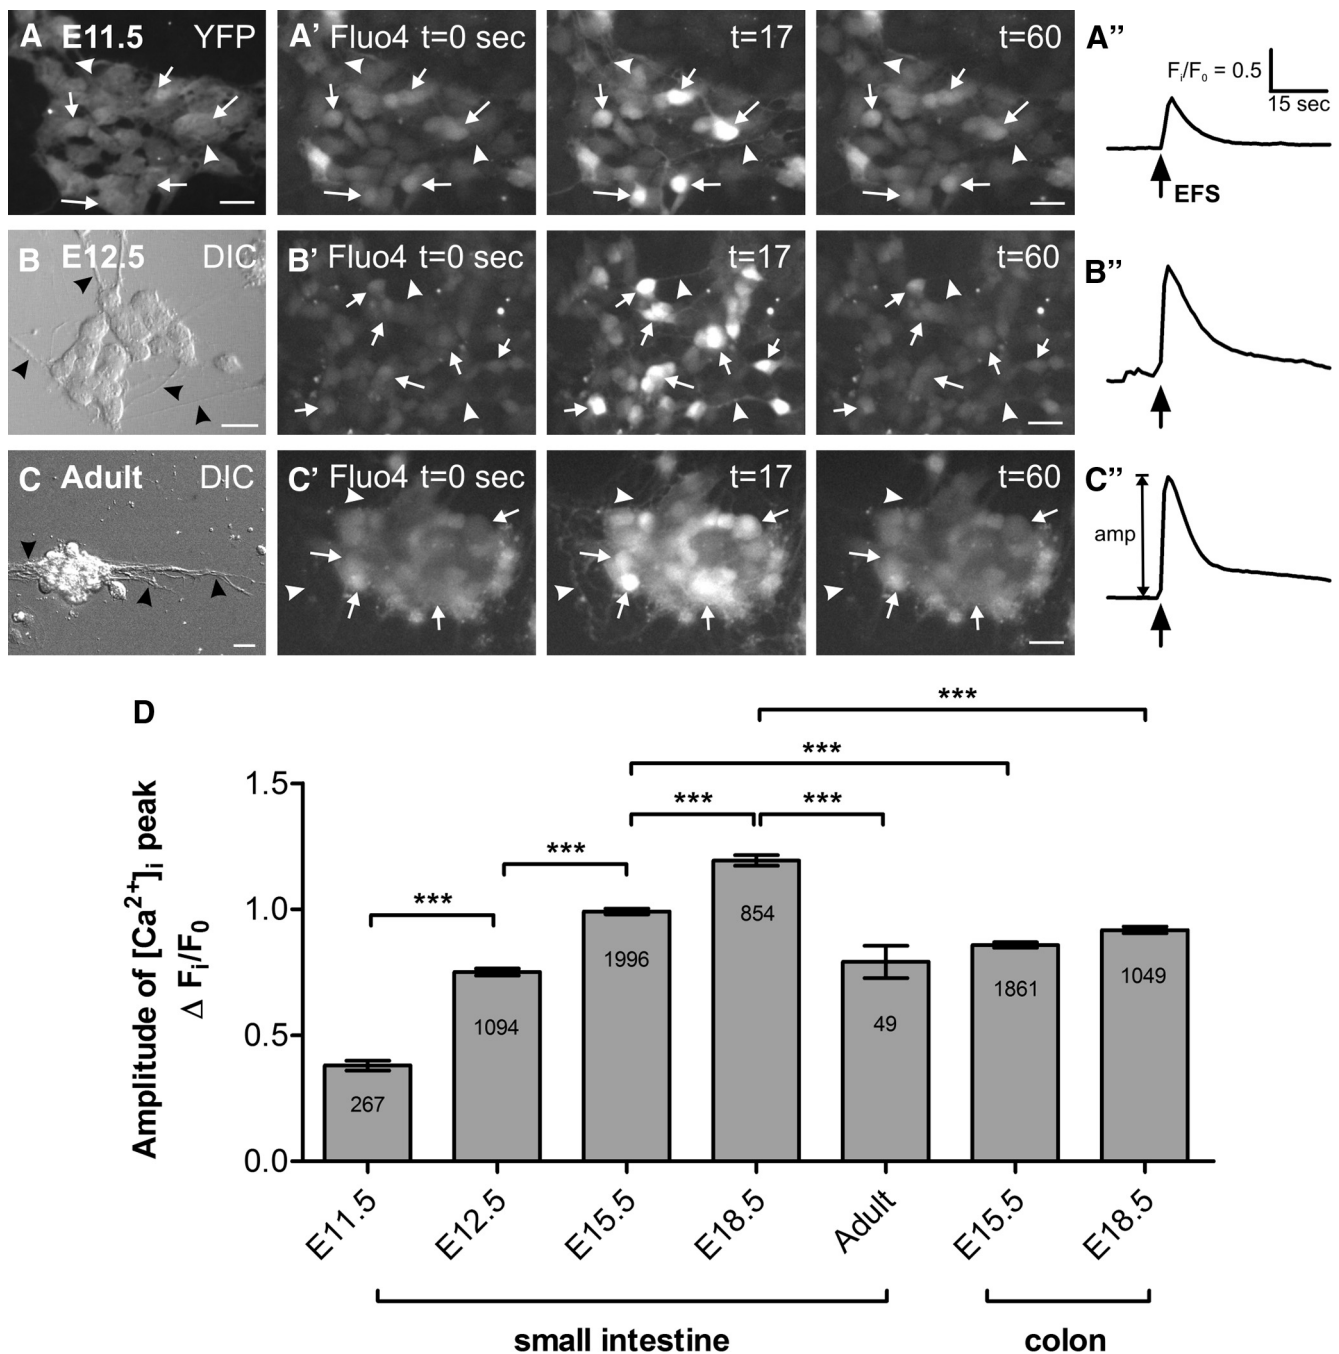 A E11.5 YFP
A’ Fluo4 t=0 sec
t=17
t=60
A’’
Fi/F0 = 0.5
15 sec
EFS
B E12.5 DIC
B’ Fluo4 t=0 sec
t=17
t=60
B’’
C Adult DIC
C’ Fluo4 t=0 sec
t=17
t=60
C’’
amp
D
***
***
*** ***
***
***
Amplitude of [Ca2+]i peak
Δ Fi/F0
1.5
1.0
0.5
0.0
267
1094
1996
854
49
1861
1049
E11.5
E12.5
E15.5
E18.5
Adult
E15.5
E18.5
small intestine
colon